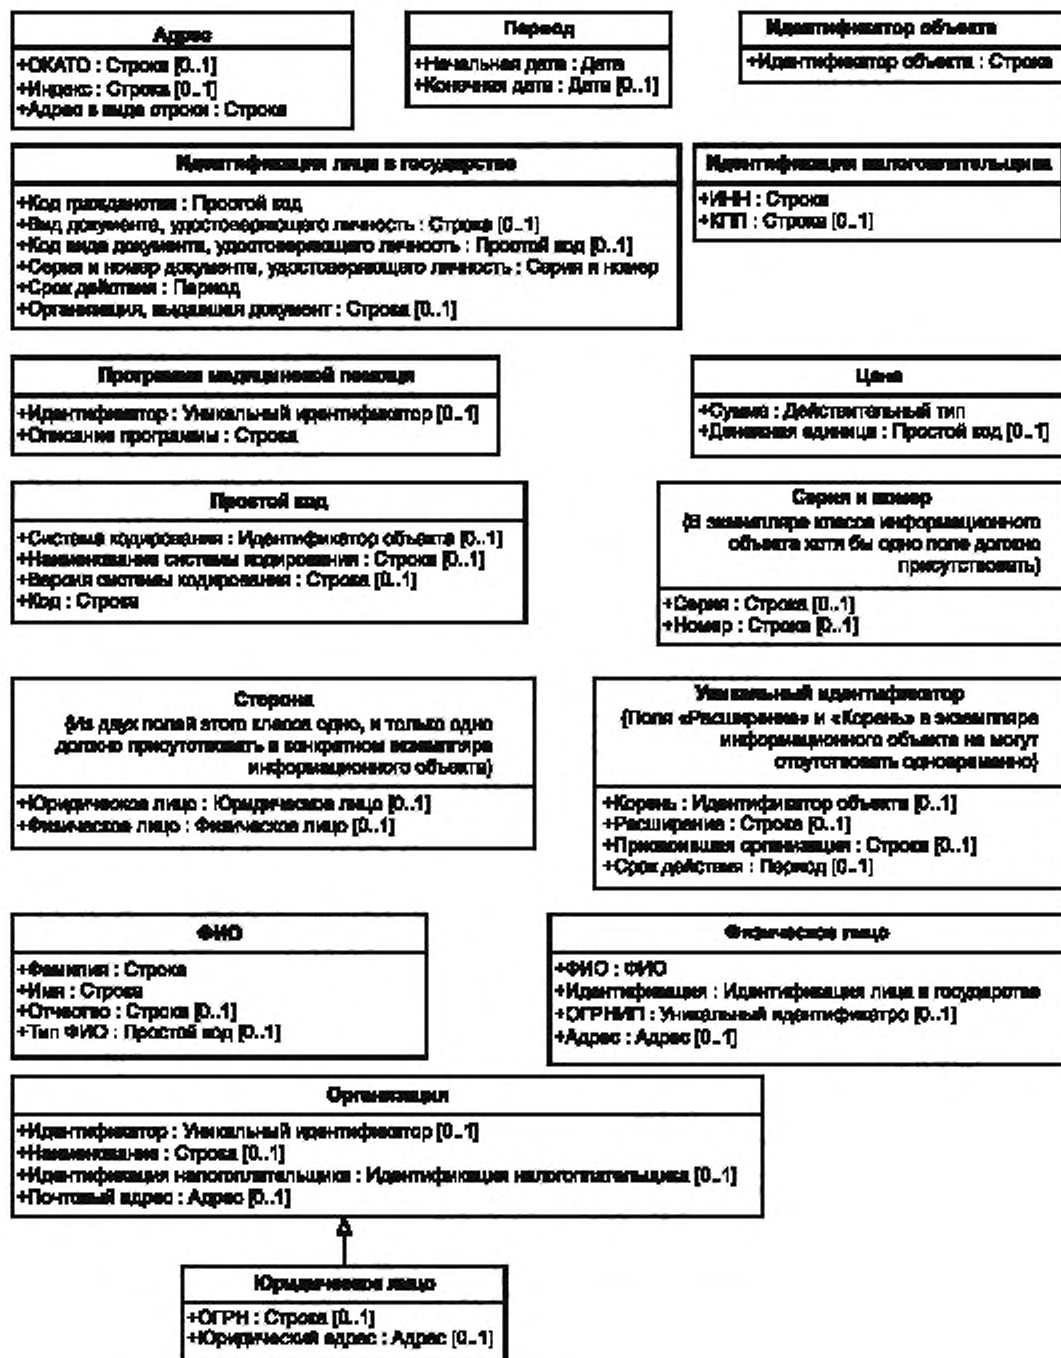 Адрес
+ОКАТО : Строка [0..1]
+Индекс : Строка [0..1]
+Адрес в виде строки : Строка
Период
+Начальная дата : Дата
+Конечная дата : Дата [0..1]
Идентификатор объекта
+Идентификатор объекта : Строка
Идентификация лица в государстве
+Код гражданства : Простой код
+Вид документа, удостоверяющего личность : Строка [0..1]
+Код вида документа, удостоверяющего личность : Простой код [0..1]
+Серия и номер документа, удостоверяющего личность : Серия и номер
+Срок действия : Период
+Организация, выдавшая документ : Строка [0..1]
Идентификация налогоплательщика
+ИНН : Строка
+КПП : Строка [0..1]
Программа медицинской помощи
+Идентификатор : Уникальный идентификатор [0..1]
+Описание программы : Строка
Цена
+Сумма : Действительный тип
+Денежная единица : Простой код [0..1]
Простой код
+Система кодирования : Идентификатор объекта [0..1]
+Наименование системы кодирования : Строка [0..1]
+Версия системы кодирования : Строка [0..1]
+Код : Строка
Серия и номер
{В экземпляре класса информационного
объекта хотя бы одно поле должно
присутствовать}
+Серия : Строка [0..1]
+Номер : Строка [0..1]
Сторона
{Из двух полей этого класса одно, и только одно
должно присутствовать в конкретном экземпляре
информационного объекта}
+Юридическое лицо : Юридическое лицо [0..1]
+Физическое лицо : Физическое лицо [0..1]
Уникальный идентификатор
{Поля «Расширение» и «Корень» в экземпляре
информационного объекта не могут
отсутствовать одновременно}
+Корень : Идентификатор объекта [0..1]
+Расширение : Строка [0..1]
+Присвоившая организация : Строка [0..1]
+Срок действия : Период [0..1]
ФИО
+Фамилия : Строка
+Имя : Строка
+Отчество : Строка [0..1]
+Тип ФИО : Простой код [0..1]
Физическое лицо
+ФИО : ФИО
+Идентификация : Идентификация лица в государстве
+ОГРНИП : Уникальный идентификатро [0..1]
+Адрес : Адрес [0..1]
Организация
+Идентификатор : Уникальный идентификатор [0..1]
+Наименование : Строка [0..1]
+Идентификация налогоплательщика : Идентификация налогоплательщика [0..1]
+Почтовый адрес : Адрес [0..1]
Юридическое лицо
+ОГРН : Строка [0..1]
+Юридический адрес : Адрес [0..1]